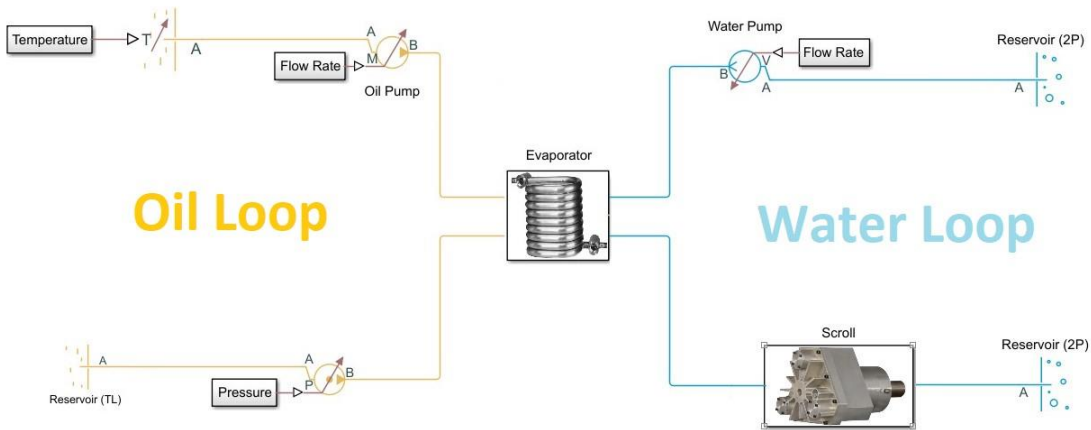 Temperature
T
A
A
B
M
Flow Rate
Oil Pump
Water Pump
Flow Rate
V
B
A
Reservoir (2P)
A
Evaporator
Oil Loop
Water Loop
A
Reservoir (TL)
A
B
P
Pressure
Scroll
Reservoir (2P)
A